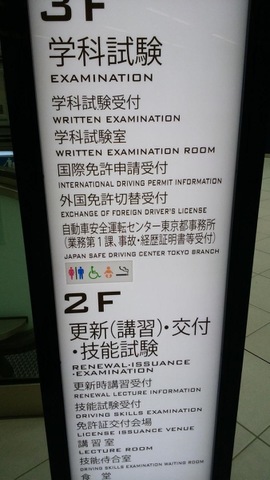 3F
学科試験
EXAMINATION
学科試験受付
WRITTEN EXAMINATION
学科試験室
WRITTEN EXAMINATION ROOM
国際免許申請受付
INTERNATIONAL DRIVING PERMIT INFORMATION
外国免許切替受付
EXCHANGE OF FOREIGN DRIVER'S LICENSE
自動車安全運転センター東京都事務所
(業務第1課、事故・経歴証明書等受付)
JAPAN SAFE DRIVING CENTER TOKYO BRANCH
2F
更新(講習)・交付
・技能試験
RENEWAL・ISSUANCE
・EXAMINATION
更新時講習受付
RENEWAL LECTURE INFORMATION
技能試験受付
DRIVING SKILLS EXAMINATION
免許証交付会場
LICENSE ISSUANCE VENUE
講習室
LECTURE ROOM
技能待合室
DRIVING SKILLS EXAMINATION WAITING ROOM
食堂